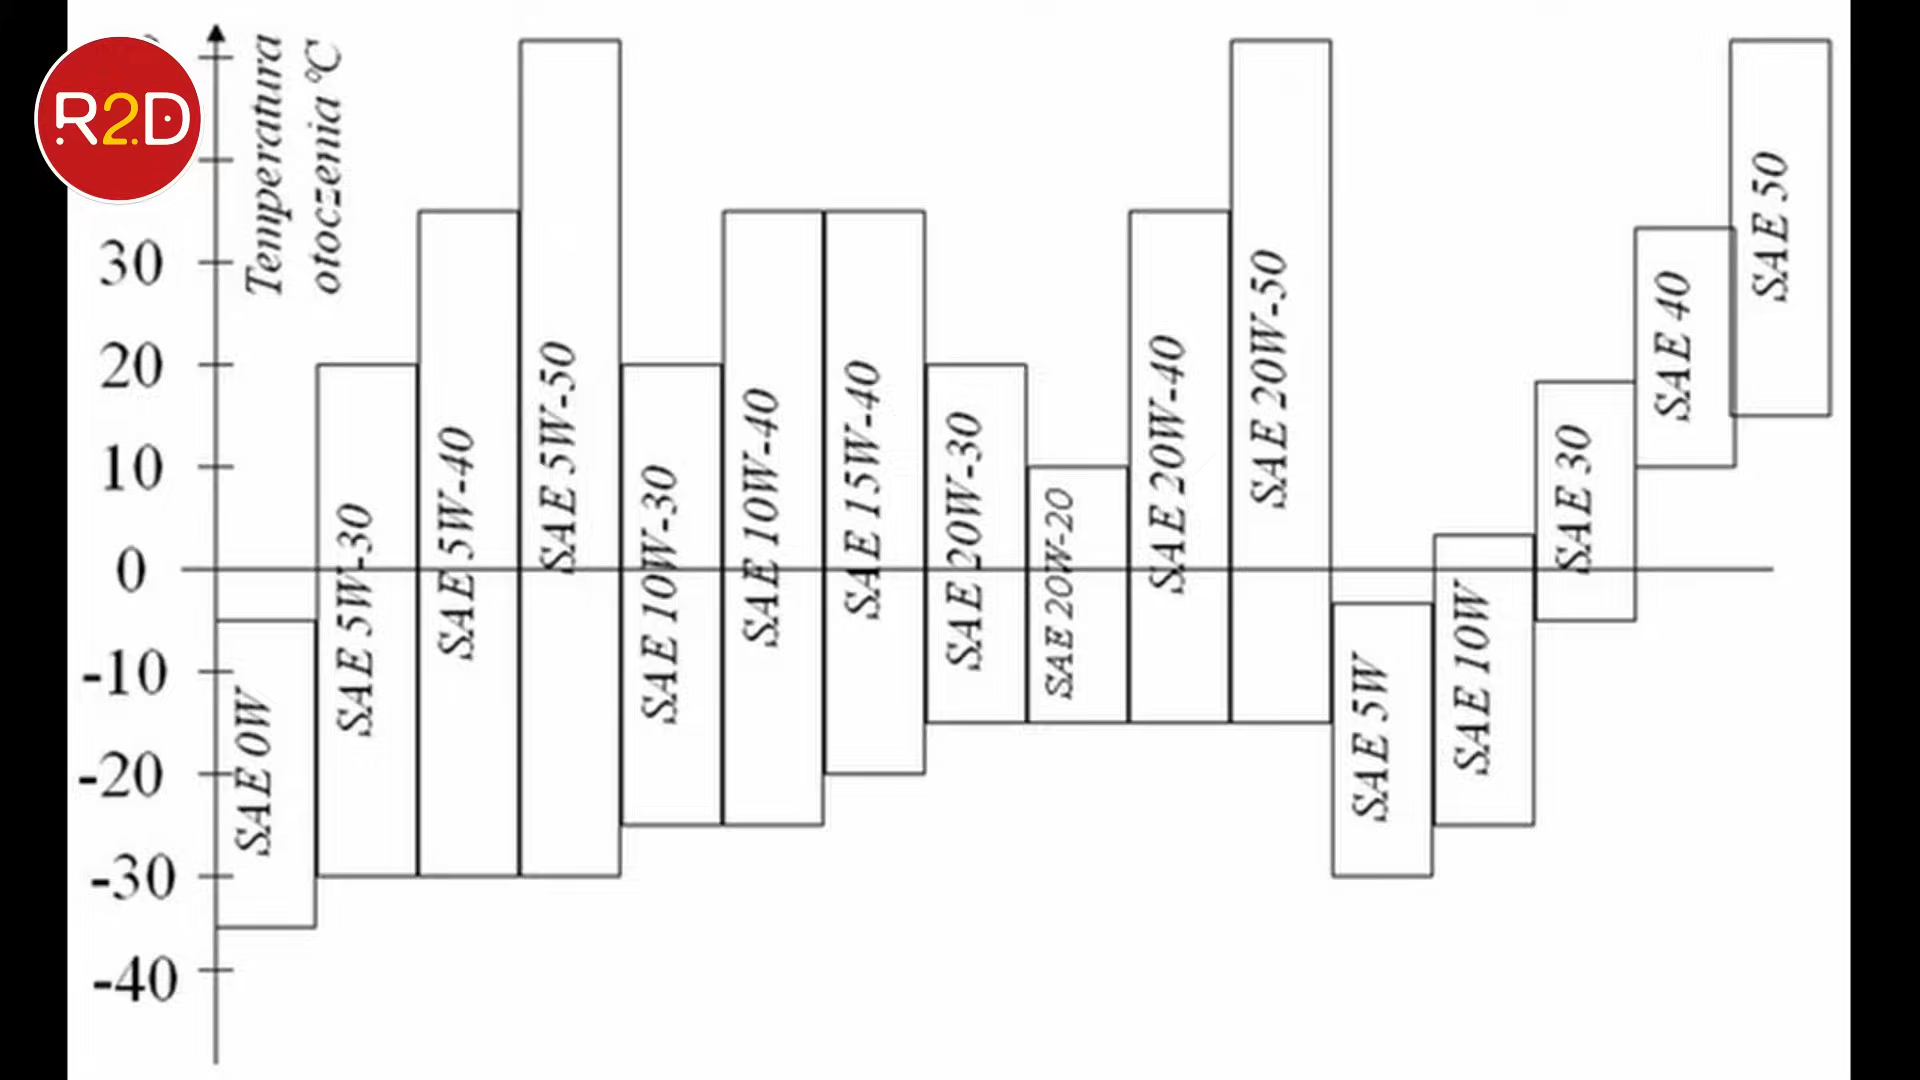 R2D
Temperatura
otoczenia °C
30
20
10
0
-10
-20
-30
-40
SAE 0W
SAE 5W-30
SAE 5W-40
SAE 5W-50
SAE 10W-30
SAE 10W-40
SAE 15W-40
SAE 20W-30
SAE 20W-20
SAE 20W-40
SAE 20W-50
SAE 5W
SAE 10W
SAE 30
SAE 40
SAE 50